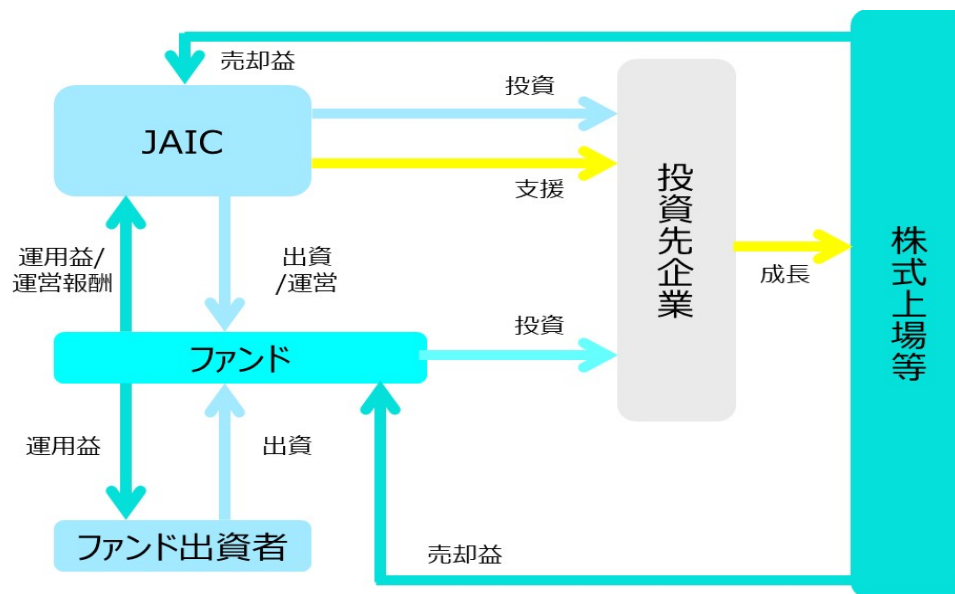 売却益
JAIC
投資
支援
投資先企業
成長
株式上場等
運用益/
運営報酬
出資
/運営
ファンド
投資
運用益
出資
ファンド出資者
売却益